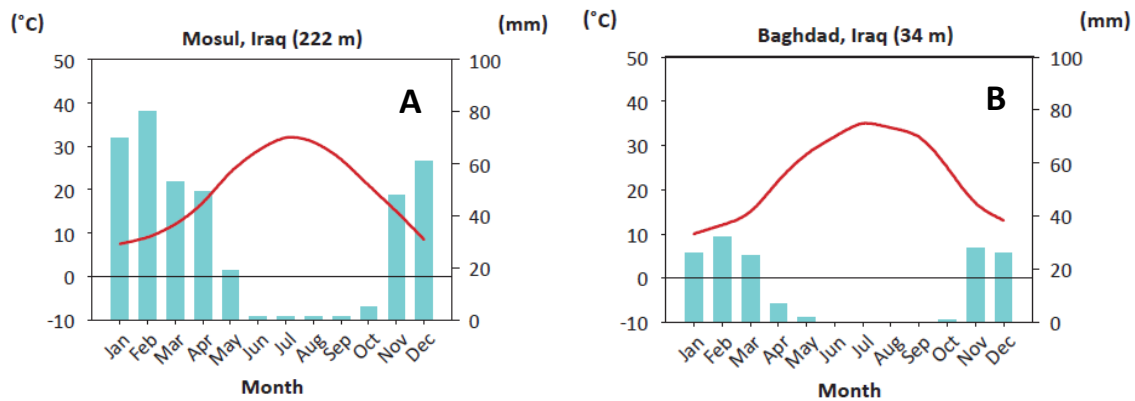 (°C) Mosul, Iraq (222 m) (mm)
A
50 100
40 80
30 60
20
10 40
0 20
-10 0
Jan Feb Mar Apr May Jun Jul Aug Sep Oct Nov Dec
Month
(°C) Baghdad, Iraq (34 m) (mm)
B
50 100
40 80
30 60
20
10 40
0 20
-10 0
Jan Feb Mar Apr May Jun Jul Aug Sep Oct Nov Dec
Month